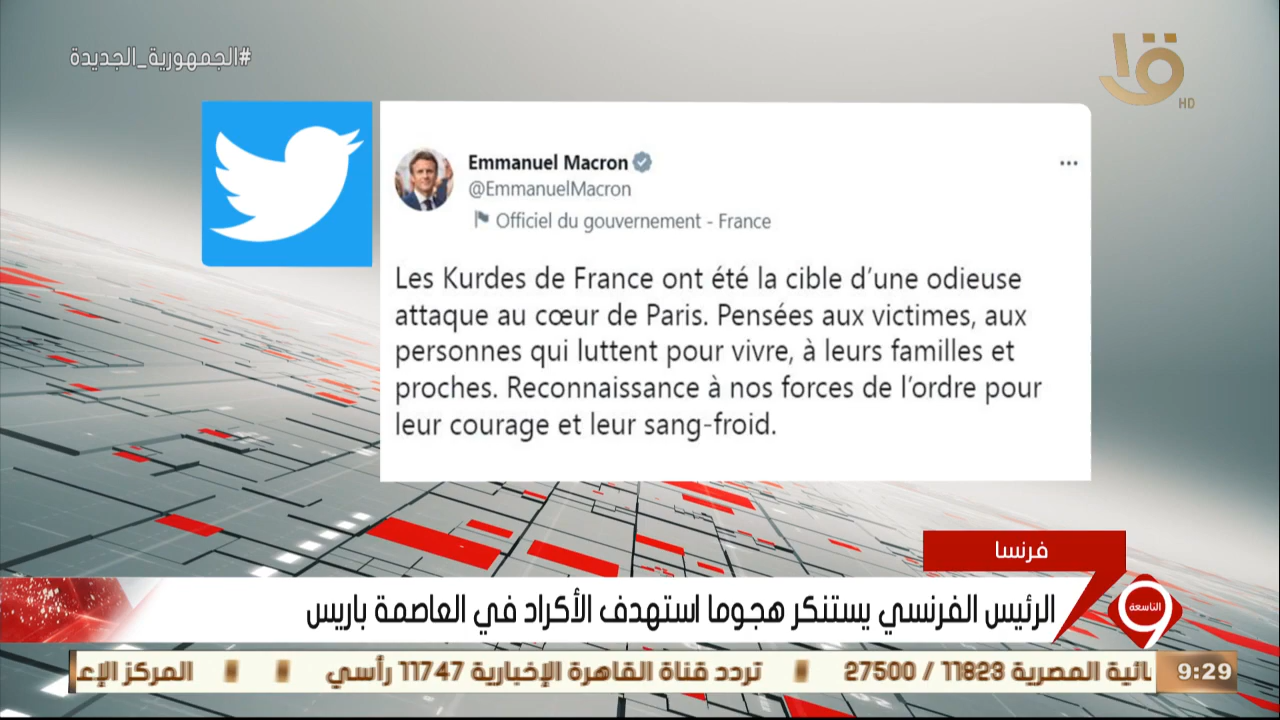 #الجمهورية_الجديدة
HD
Emmanuel Macron
@EmmanuelMacron
Officiel du gouvernement - France
Les Kurdes de France ont été la cible d’une odieuse
attaque au cœur de Paris. Pensées aux victimes, aux
personnes qui luttent pour vivre, à leurs familles et
proches. Reconnaissance à nos forces de l’ordre pour
leur courage et leur sang-froid.
فرنسا
الرئيس الفرنسي يستنكر هجوما استهدف الأكراد في العاصمة باريس
التاسعة
9:29
المصرية 11823 / 27500 تردد قناة القاهرة الإخبارية 11747 رأسي المركز